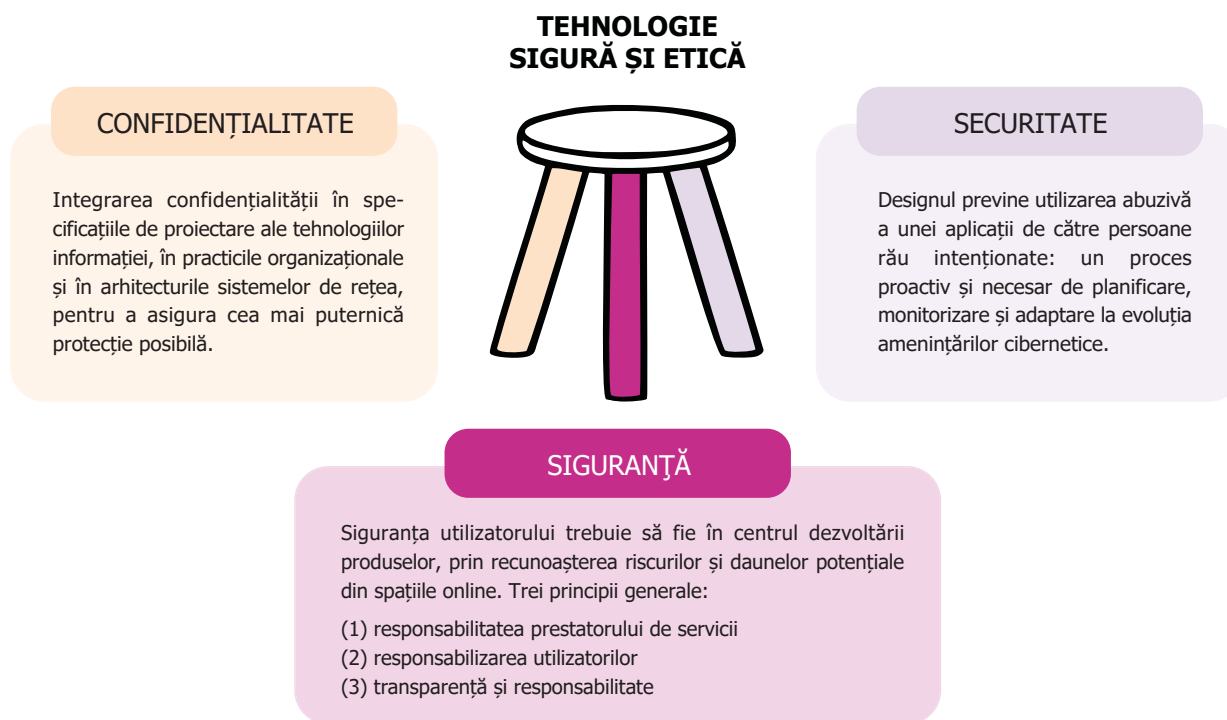 TEHNOLOGIE
SIGURĂ ȘI ETICĂ
CONFIDENȚIALITATE
Integrarea confidențialității în spe-
cificațiile de proiectare ale tehnologiilor
informației, în practicile organizaționale
și în arhitecturile sistemelor de rețea,
pentru a asigura cea mai puternică
protecție posibilă.
SECURITATE
Designul previne utilizarea abuzivă
a unei aplicații de către persoane
rău intenționate: un proces
proactiv și necesar de planificare,
monitorizare și adaptare la evoluția
amenințărilor cibernetice.
SIGURANŢĂ
Siguranța utilizatorului trebuie să fie în centrul dezvoltării
produselor, prin recunoașterea riscurilor și daunelor potențiale
din spațiile online. Trei principii generale:
(1) responsabilitatea prestatorului de servicii
(2) responsabilizarea utilizatorilor
(3) transparență și responsabilitate